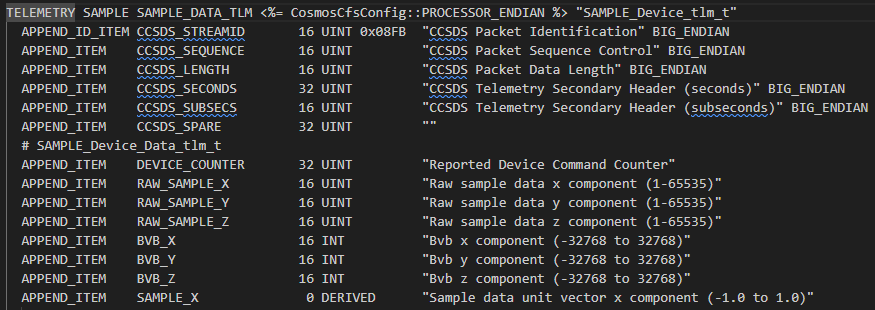 TELEMETRY SAMPLE SAMPLE_DATA_TLM <%= CosmosCfsConfig::PROCESSOR_ENDIAN %> "SAMPLE_Device_tlm_t"
APPEND_ID_ITEM CCSDS_STREAMID 16 UINT 0x08FB "CCSDS Packet Identification" BIG_ENDIAN
APPEND_ITEM CCSDS_SEQUENCE 16 UINT "CCSDS Packet Sequence Control" BIG_ENDIAN
APPEND_ITEM CCSDS_LENGTH 16 UINT "CCSDS Packet Data Length" BIG_ENDIAN
APPEND_ITEM CCSDS_SECONDS 32 UINT "CCSDS Telemetry Secondary Header (seconds)" BIG_ENDIAN
APPEND_ITEM CCSDS_SUBSECS 16 UINT "CCSDS Telemetry Secondary Header (subseconds)" BIG_ENDIAN
APPEND_ITEM CCSDS_SPARE 32 UINT ""
# SAMPLE_Device_Data_tlm_t
APPEND_ITEM DEVICE_COUNTER 32 UINT "Reported Device Command Counter"
APPEND_ITEM RAW_SAMPLE_X 16 UINT "Raw sample data x component (1-65535)"
APPEND_ITEM RAW_SAMPLE_Y 16 UINT "Raw sample data y component (1-65535)"
APPEND_ITEM RAW_SAMPLE_Z 16 UINT "Raw sample data z component (1-65535)"
APPEND_ITEM BVB_X 16 INT "Bvb x component (-32768 to 32768)"
APPEND_ITEM BVB_Y 16 INT "Bvb y component (-32768 to 32768)"
APPEND_ITEM BVB_Z 16 INT "Bvb z component (-32768 to 32768)"
APPEND_ITEM SAMPLE_X 0 DERIVED "Sample data unit vector x component (-1.0 to 1.0)"